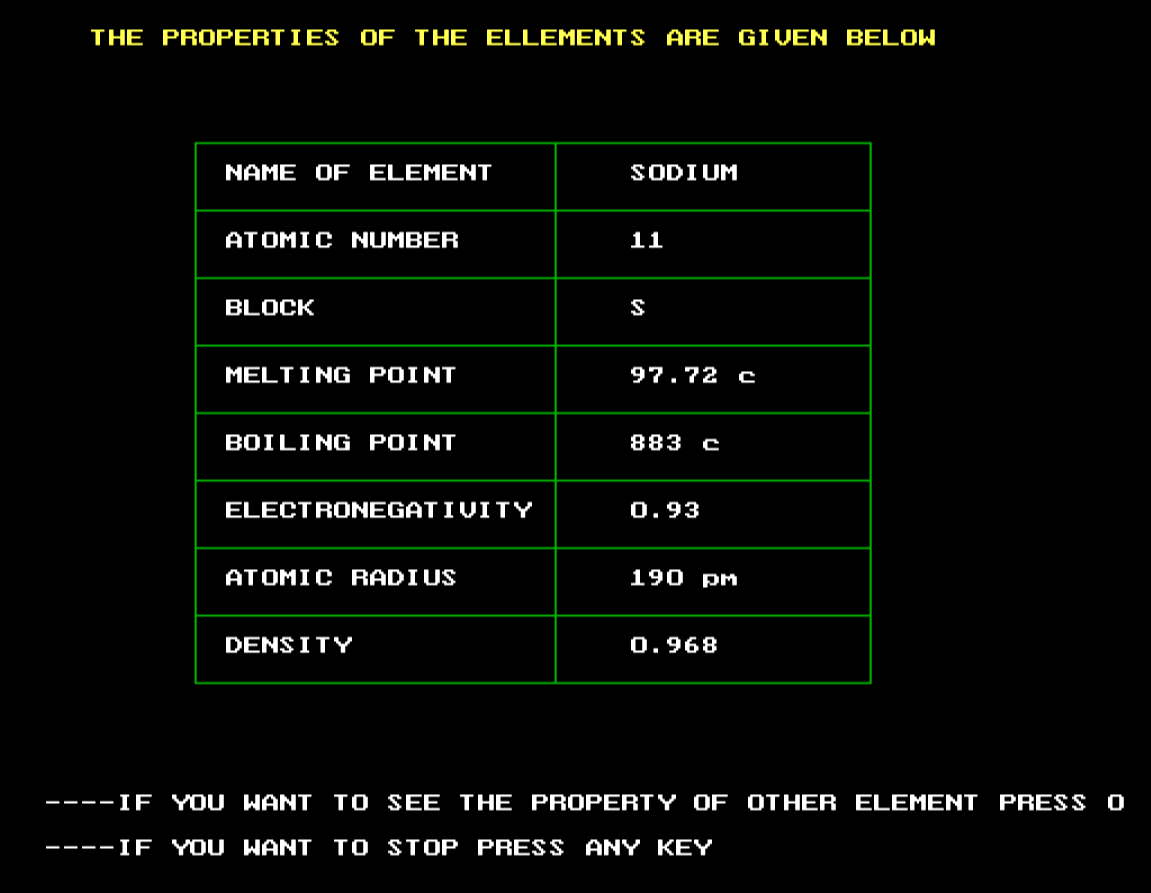 THE PROPERTIES OF THE ELLEMENTS ARE GIVEN BELOW
NAME OF ELEMENT SODIUM
ATOMIC NUMBER 11
BLOCK S
MELTING POINT 97.72 c
BOILING POINT 883 c
ELECTRONEGATIVITY 0.93
ATOMIC RADIUS 190 pm
DENSITY 0.968
----IF YOU WANT TO SEE THE PROPERTY OF OTHER ELEMENT PRESS 0
----IF YOU WANT TO STOP PRESS ANY KEY